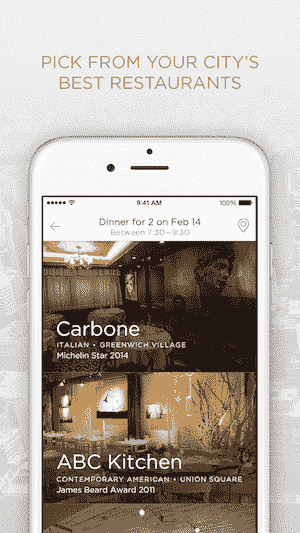 PICK FROM YOUR CITY'S
BEST RESTAURANTS
9:41 AM
100%
Dinner for 2 on Feb 14
Between 7:30—9:30
Carbone
ITALIAN • GREENWICH VILLAGE
Michelin Star 2014
ABC Kitchen
CONTEMPORARY AMERICAN • UNION SQUARE
James Beard Award 2011